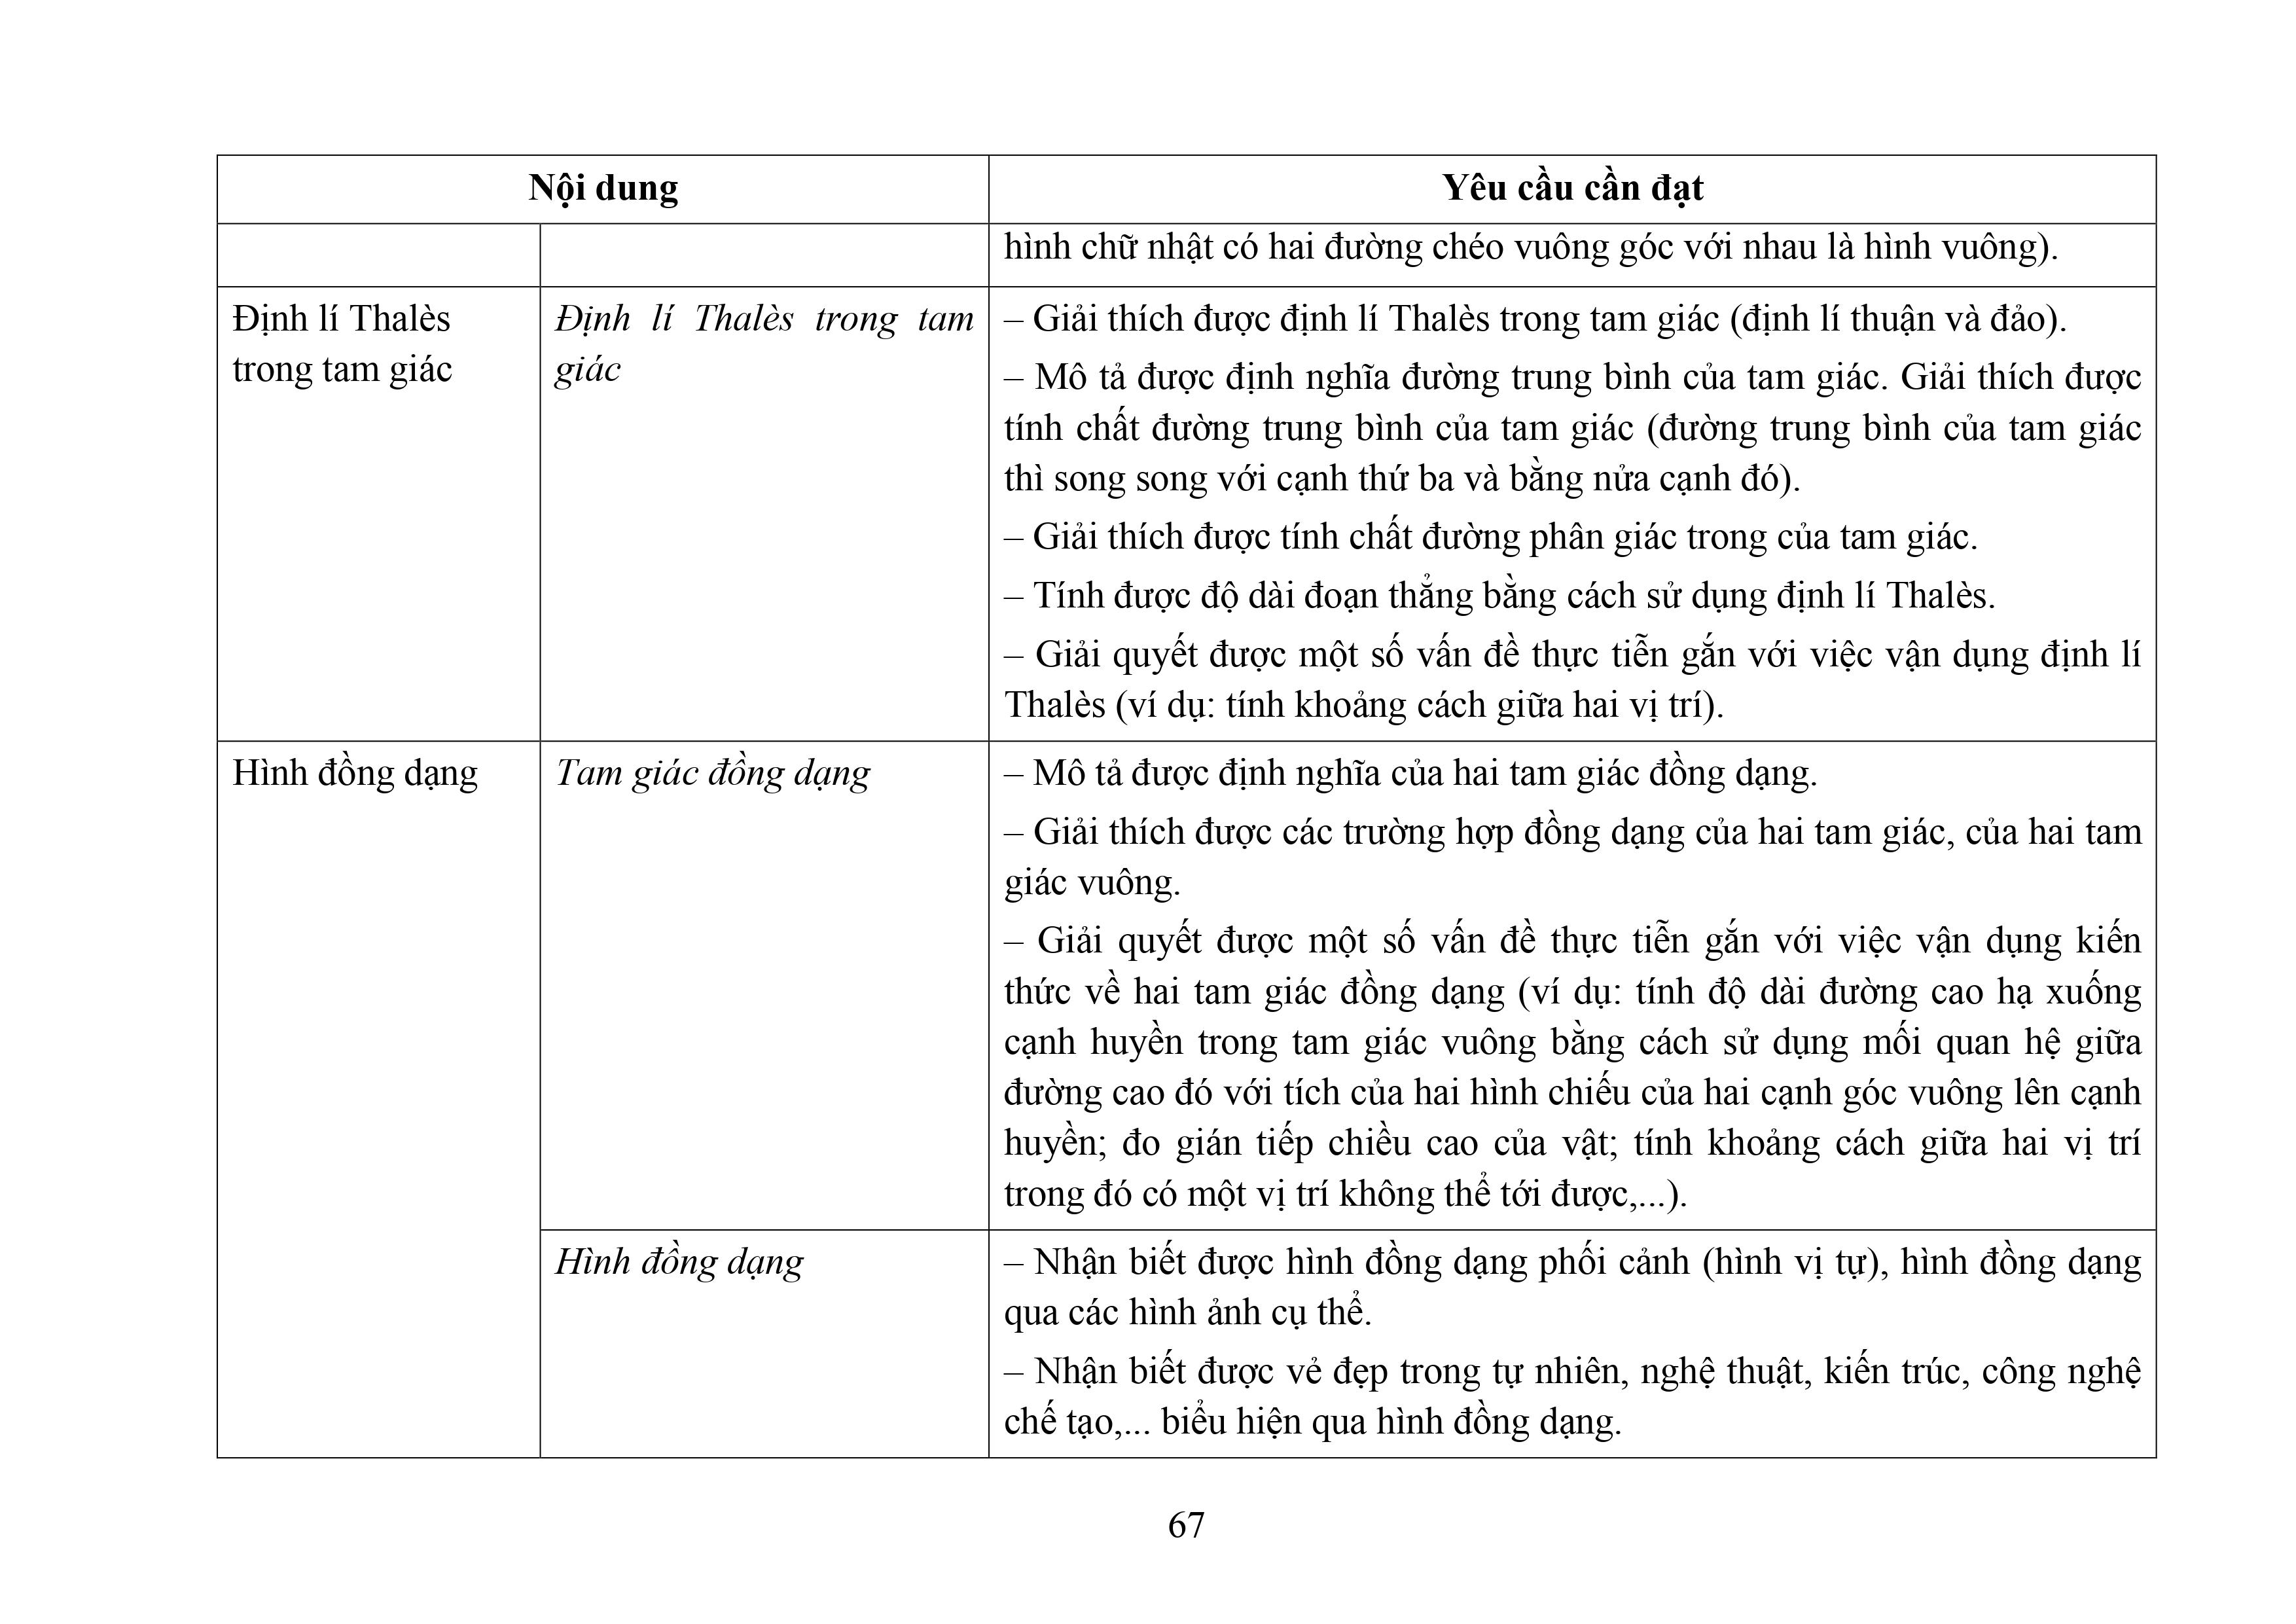 Nội dung
Yêu cầu cần đạt
hình chữ nhật có hai đường chéo vuông góc với nhau là hình vuông).
Định lí Thalès
trong tam giác
Định lí Thalès trong tam
giác
– Giải thích được định lí Thalès trong tam giác (định lí thuận và đảo).
– Mô tả được định nghĩa đường trung bình của tam giác. Giải thích được
tính chất đường trung bình của tam giác (đường trung bình của tam giác
thì song song với cạnh thứ ba và bằng nửa cạnh đó).
– Giải thích được tính chất đường phân giác trong của tam giác.
– Tính được độ dài đoạn thẳng bằng cách sử dụng định lí Thalès.
– Giải quyết được một số vấn đề thực tiễn gắn với việc vận dụng định lí
Thalès (ví dụ: tính khoảng cách giữa hai vị trí).
Hình đồng dạng
Tam giác đồng dạng
– Mô tả được định nghĩa của hai tam giác đồng dạng.
– Giải thích được các trường hợp đồng dạng của hai tam giác, của hai tam
giác vuông.
– Giải quyết được một số vấn đề thực tiễn gắn với việc vận dụng kiến
thức về hai tam giác đồng dạng (ví dụ: tính độ dài đường cao hạ xuống
cạnh huyền trong tam giác vuông bằng cách sử dụng mối quan hệ giữa
đường cao đó với tích của hai hình chiếu của hai cạnh góc vuông lên cạnh
huyền; đo gián tiếp chiều cao của vật; tính khoảng cách giữa hai vị trí
trong đó có một vị trí không thể tới được,...).
Hình đồng dạng
– Nhận biết được hình đồng dạng phối cảnh (hình vị tự), hình đồng dạng
qua các hình ảnh cụ thể.
– Nhận biết được vẻ đẹp trong tự nhiên, nghệ thuật, kiến trúc, công nghệ
chế tạo,... biểu hiện qua hình đồng dạng.
67